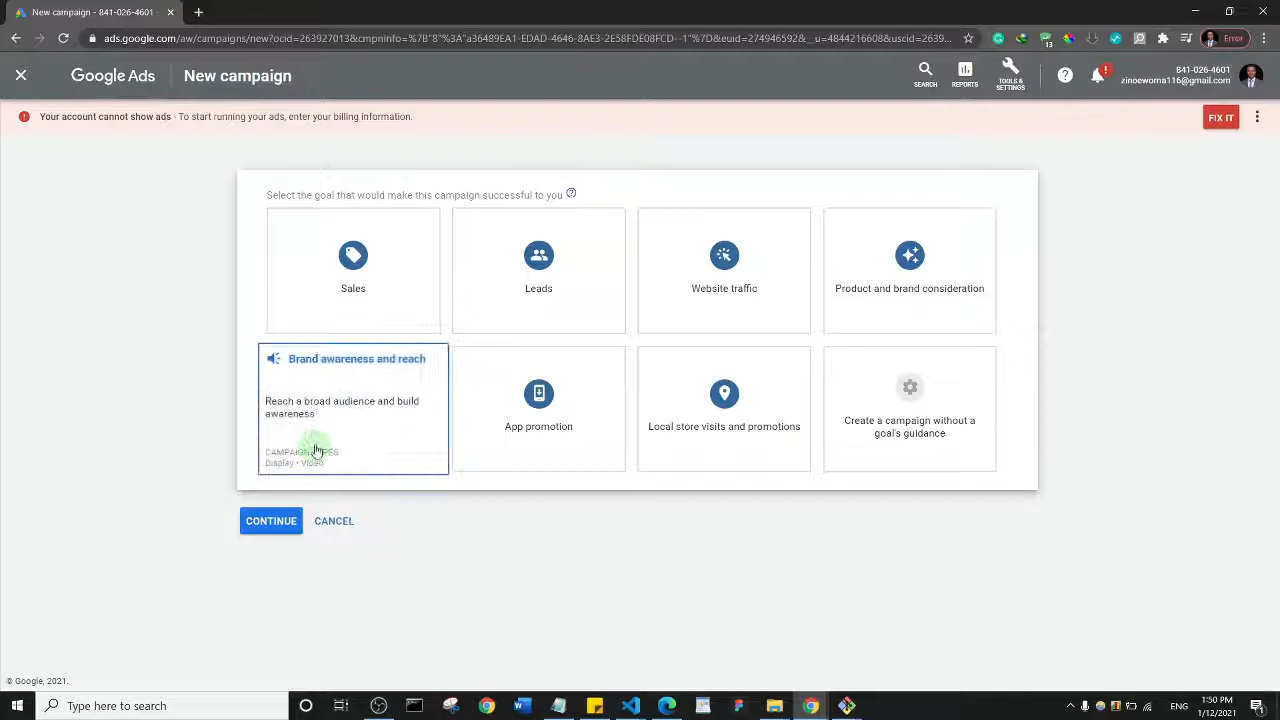 New campaign - 841-026-4601 -
ads.google.com/aw/campaigns/new?ocid=263927013&cmpnInfo=%7B"8"%3A"a36489EA1-EDAD-4646-8AE3-2E58FDE08FCD--1"%7D&euid=274946592&__u=4844216608&uscid=2639...
13
Error
Google Ads
New campaign
SEARCH
REPORTS
TOOLS &
SETTINGS
?
!
841-026-4601
zinoewoma116@gmail.com
Your account cannot show ads - To start running your ads, enter your billing information.
FIX IT
Select the goal that would make this campaign successful to you
Sales
Leads
Website traffic
Product and brand consideration
Brand awareness and reach
Reach a broad audience and build
awareness
Display • Video
App promotion
Local store visits and promotions
Create a campaign without a
goal's guidance
CONTINUE
CANCEL
© Google, 2021.
Type here to search
ENG
1:50 PM
1/12/2021